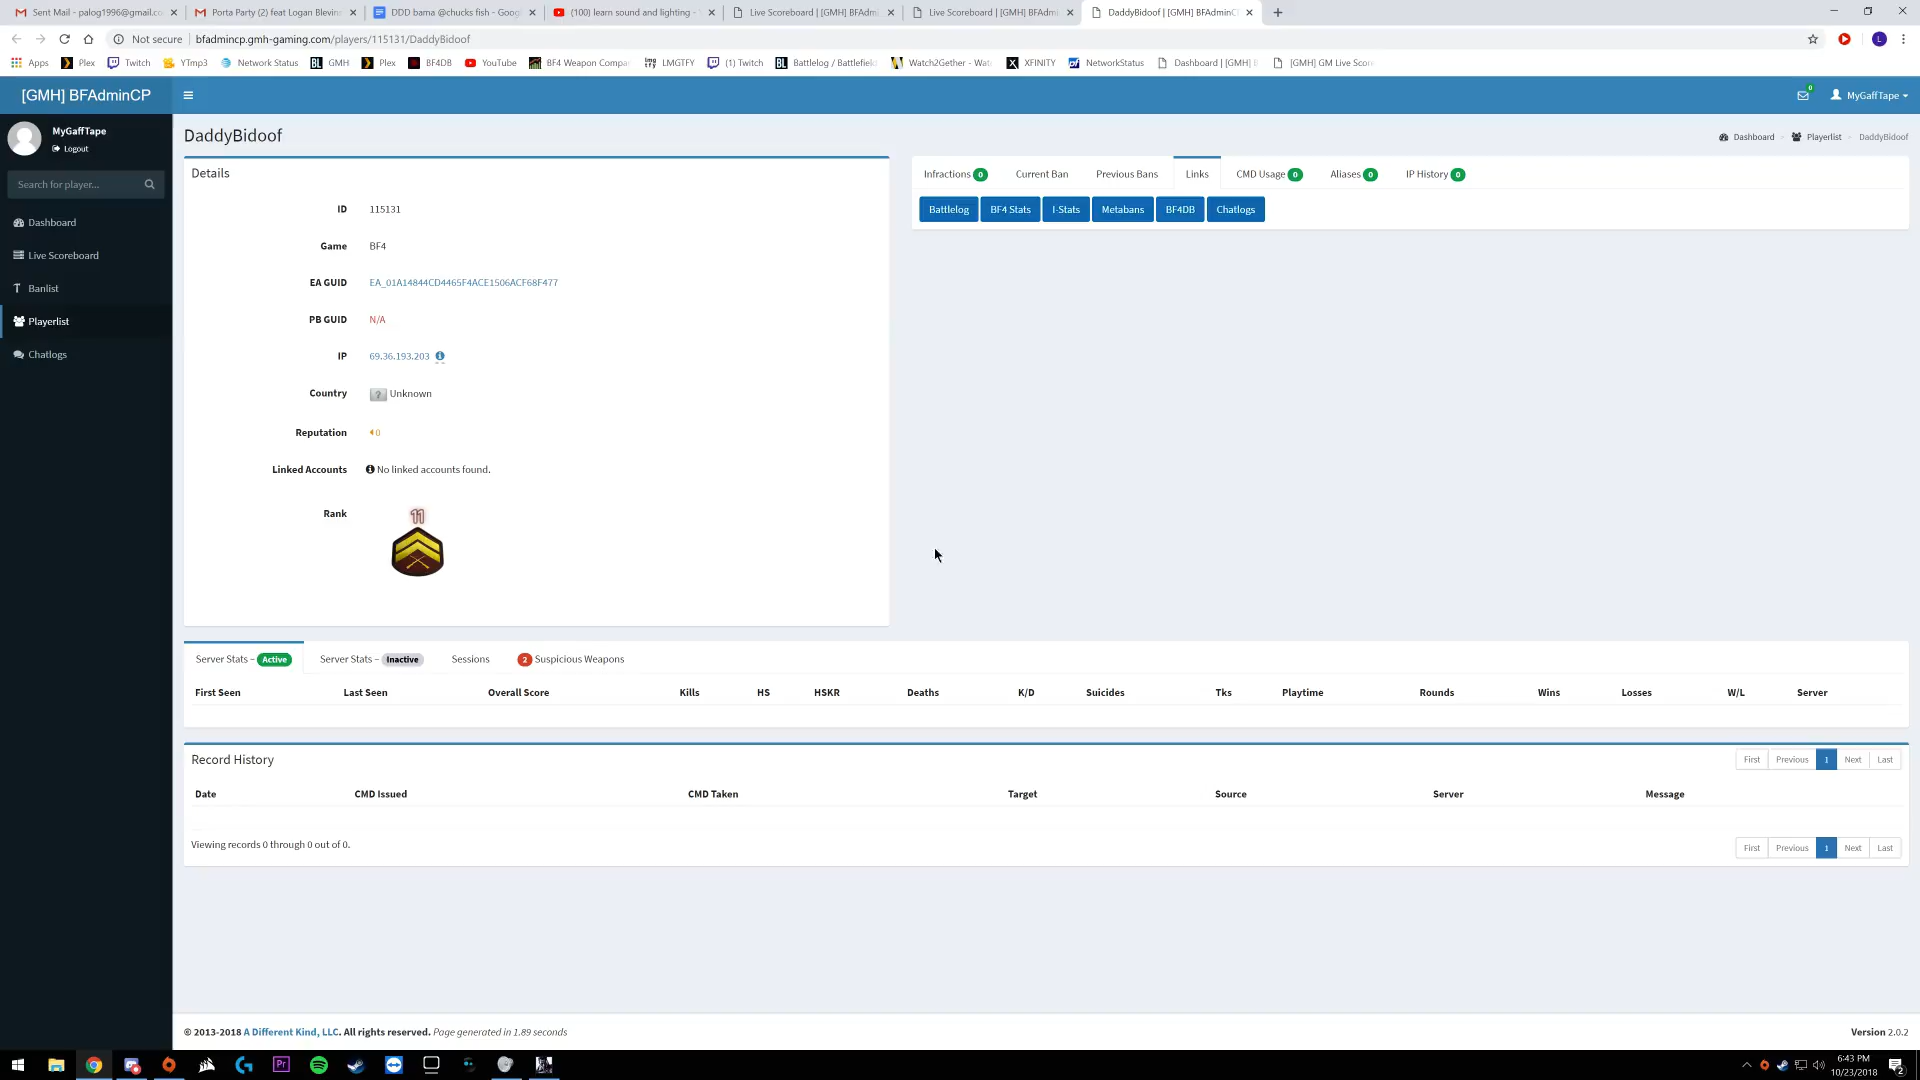 Sent Mail - palog1996@gmail.co
Porta Party (2) feat Logan Blevin
DDD bama @chucks fish - Goog
(100) learn sound and lighting -
Live Scoreboard | [GMH] BFAdm
Live Scoreboard | [GMH] BFAdmi
DaddyBidoof | [GMH] BFAdminC
Not secure | bfadmincp.gmh-gaming.com/players/115131/DaddyBidoof
Apps Plex Twitch YTmp3 Network Status GMH Plex BF4DB YouTube BF4 Weapon Compa LMGTFY (1) Twitch Battlelog / Battlefield Watch2Gether - Wat XFINITY NetworkStatus Dashboard | [GMH] [GMH] GM Live Scor
[GMH] BFAdminCP
0
MyGaffTape
MyGaffTape
Logout
Search for player...
Dashboard
Live Scoreboard
Banlist
Playerlist
Chatlogs
DaddyBidoof
Dashboard Playerlist DaddyBidoof
Details
ID 115131
Game BF4
EA GUID EA_01A14844CD4465F4ACE1506ACF68F477
PB GUID N/A
IP 69.36.193.203
Country ? Unknown
Reputation 0
Linked Accounts No linked accounts found.
Rank 11
Infractions 0 Current Ban Previous Bans Links CMD Usage 0 Aliases 0 IP History 0
Battlelog BF4 Stats I-Stats Metabans BF4DB Chatlogs
Server Stats - Active Server Stats - Inactive Sessions 2 Suspicious Weapons
First Seen Last Seen Overall Score Kills HS HSKR Deaths K/D Suicides Tks Playtime Rounds Wins Losses W/L Server
Record History
First Previous 1 Next Last
Date CMD Issued CMD Taken Target Source Server Message
Viewing records 0 through 0 out of 0.
First Previous 1 Next Last
© 2013-2018 A Different Kind, LLC. All rights reserved. Page generated in 1.89 seconds
Version 2.0.2
Pr
6:43 PM
10/23/2018
2